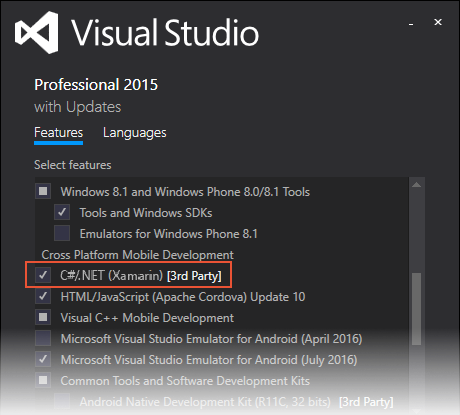 Visual Studio
Professional 2015
with Updates
Features Languages
Select features
Windows 8.1 and Windows Phone 8.0/8.1 Tools
Tools and Windows SDKs
Emulators for Windows Phone 8.1
Cross Platform Mobile Development
C#/.NET (Xamarin) [3rd Party]
HTML/JavaScript (Apache Cordova) Update 10
Visual C++ Mobile Development
Microsoft Visual Studio Emulator for Android (April 2016)
Microsoft Visual Studio Emulator for Android (July 2016)
Common Tools and Software Development Kits
Android Native Development Kit (R11C, 32 bits) [3rd Party]